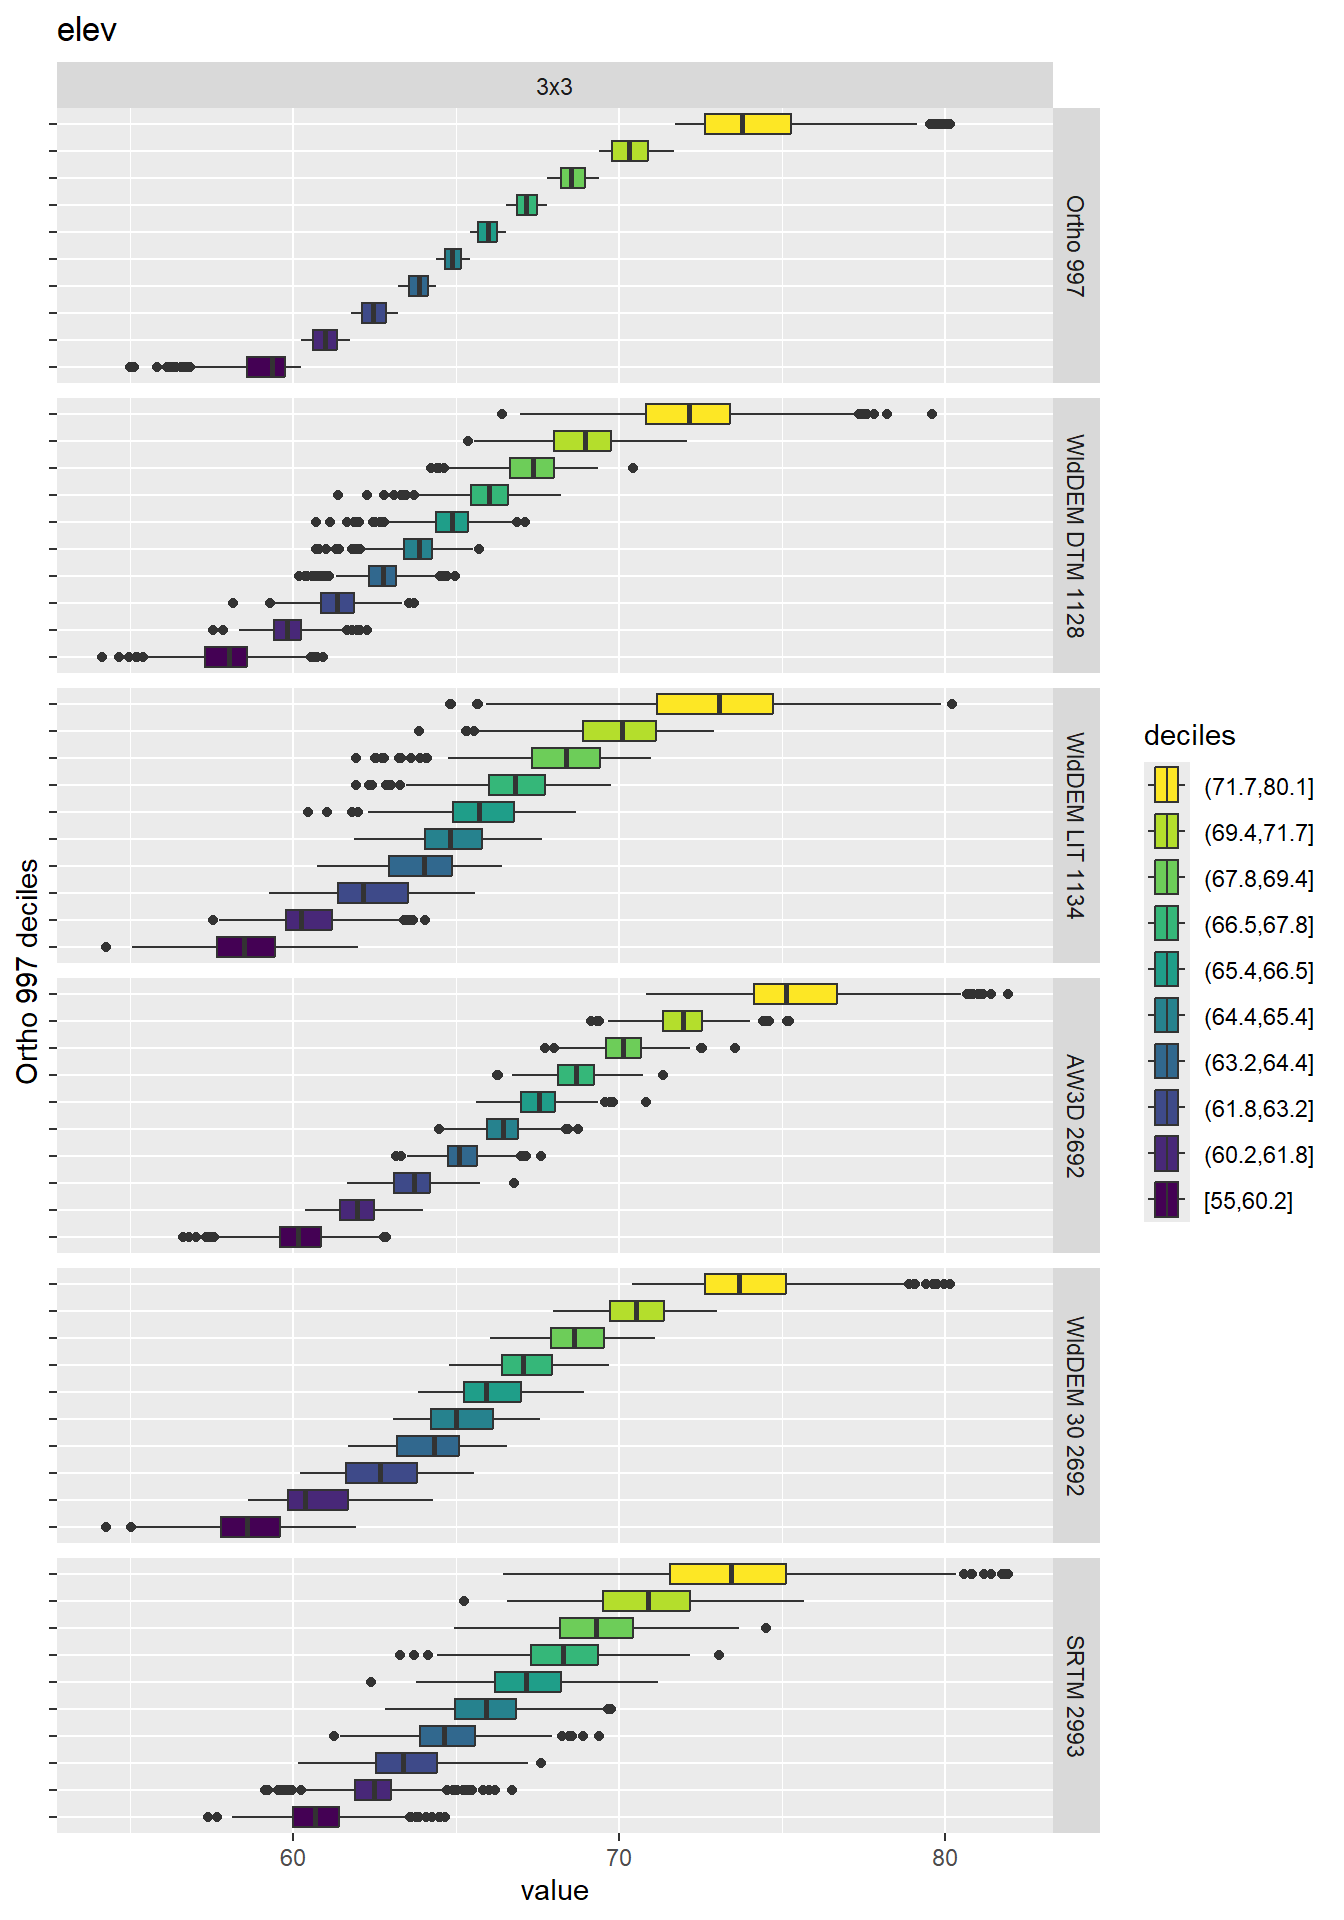 elev
3x3
Ortho 997
WldDEM DTM 1128
WldDEM LIT 1134
AW3D 2692
WldDEM 30 2692
SRTM 2993
Ortho 997 deciles
60
70
80
value
deciles
(71.7,80.1]
(69.4,71.7]
(67.8,69.4]
(66.5,67.8]
(65.4,66.5]
(64.4,65.4]
(63.2,64.4]
(61.8,63.2]
(60.2,61.8]
[55,60.2]